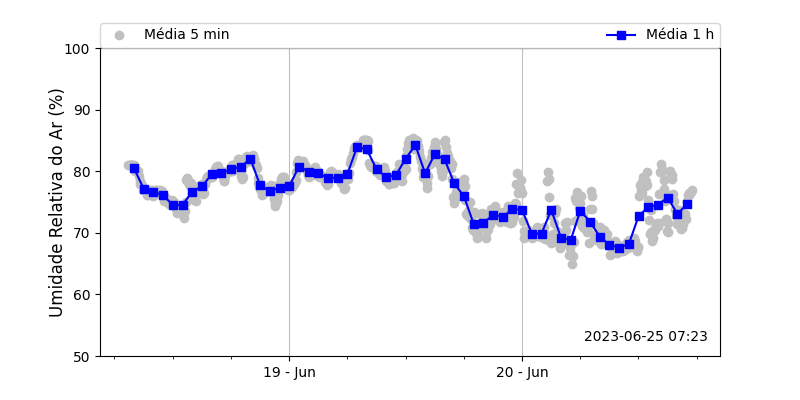 Média 5 min
Média 1 h
100
90
80
70
60
50
Umidade Relativa do Ar (%)
2023-06-25 07:23
19 - Jun
20 - Jun